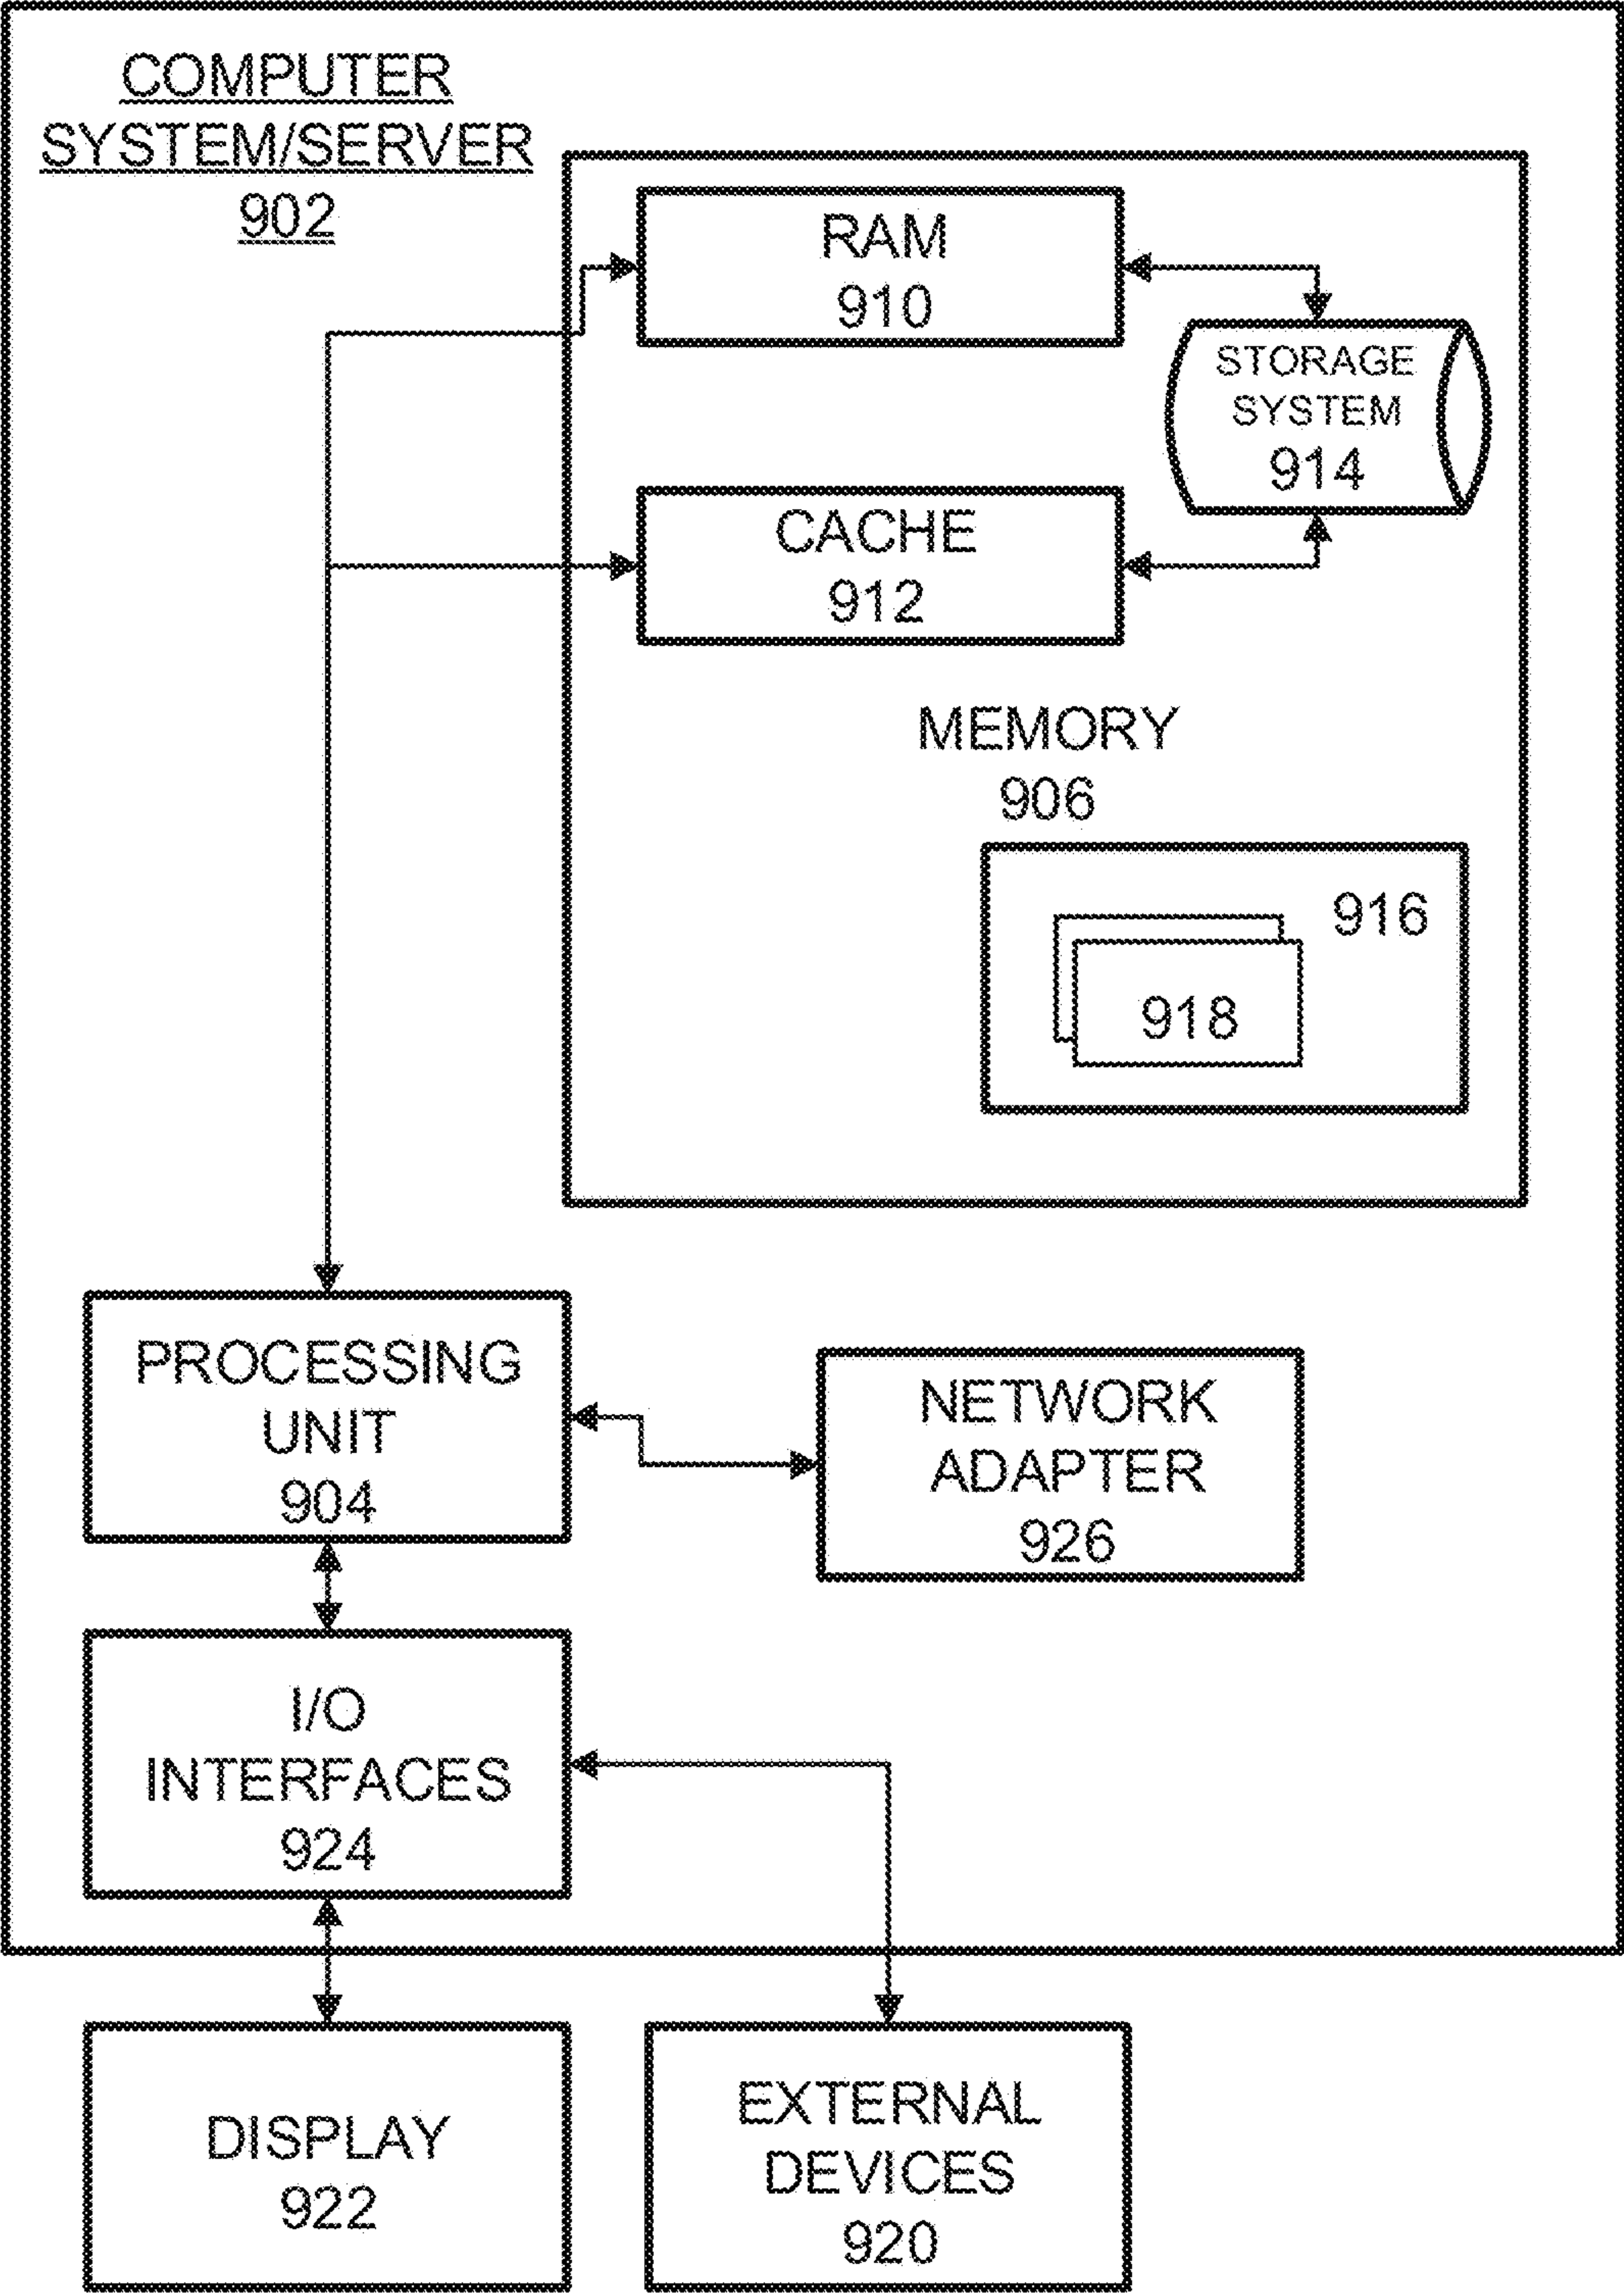 COMPUTER
SYSTEM/SERVER
902
RAM
910
STORAGE
SYSTEM
914
CACHE
912
MEMORY
906
916
918
PROCESSING
UNIT
904
NETWORK
ADAPTER
926
I/O
INTERFACES
924
DISPLAY
922
EXTERNAL
DEVICES
920